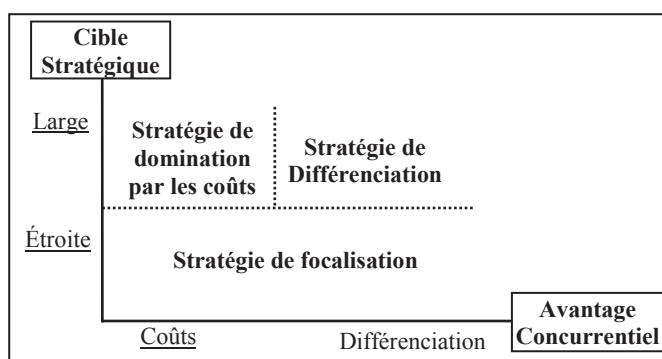 Cible
Stratégique
Large
Stratégie de
domination
par les coûts
Stratégie de
Différenciation
Étroite
Stratégie de focalisation
Avantage
Concurrentiel
Coûts
Différenciation